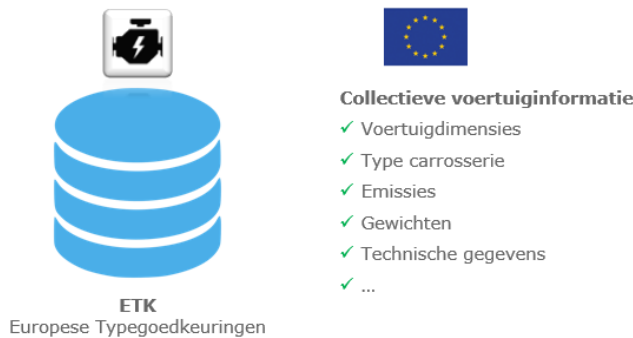 Collectieve voertuiginformatie
✓ Voertuigdimensies
✓ Type carrosserie
✓ Emissies
✓ Gewichten
✓ Technische gegevens
✓ ...
ETK
Europese Typegoedkeuringen